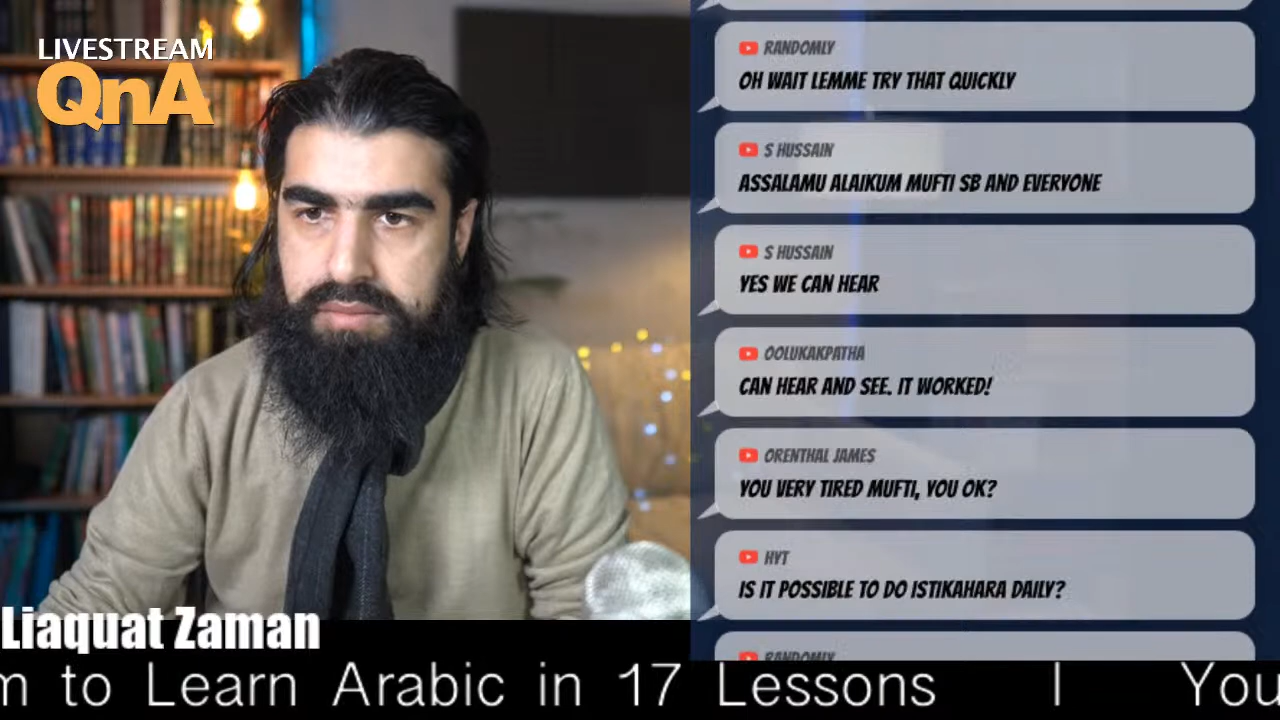 LIVESTREAM
QnA
RANDOMLY
OH WAIT LEMME TRY THAT QUICKLY
S HUSSAIN
ASSALAMU ALAIKUM MUFTI SB AND EVERYONE
S HUSSAIN
YES WE CAN HEAR
OOLUKAKPATHA
CAN HEAR AND SEE. IT WORKED!
ORENTHAL JAMES
YOU VERY TIRED MUFTI, YOU OK?
HYT
IS IT POSSIBLE TO DO ISTIKAHARA DAILY?
RANDOMLY
Liaquat Zaman
m to Learn Arabic in 17 Lessons | You